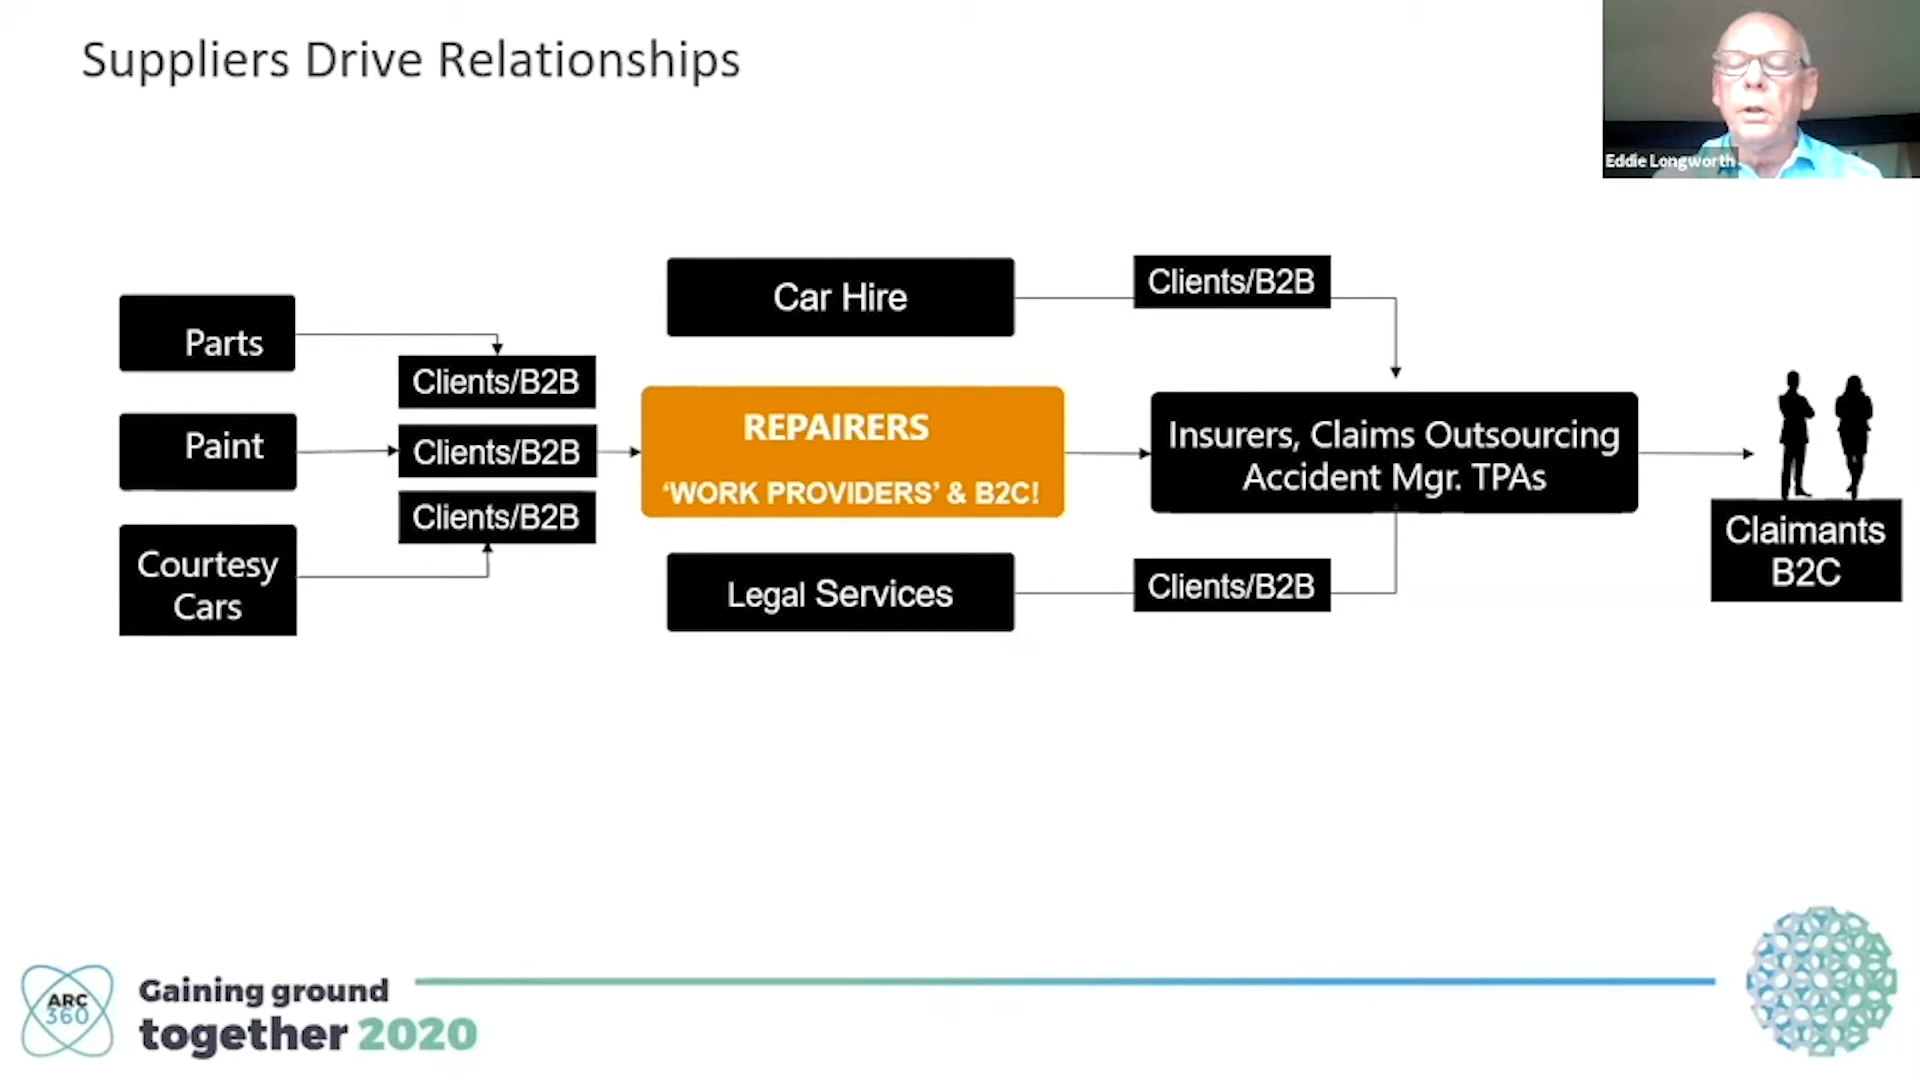 Suppliers Drive Relationships
Eddie Longworth
Car Hire
Clients/B2B
Parts
Clients/B2B
Paint
Clients/B2B
REPAIRERS
‘WORK PROVIDERS’ & B2C!
Insurers, Claims Outsourcing
Accident Mgr. TPAs
Clients/B2B
Courtesy
Cars
Legal Services
Clients/B2B
Claimants
B2C
ARC
360
Gaining ground
together 2020